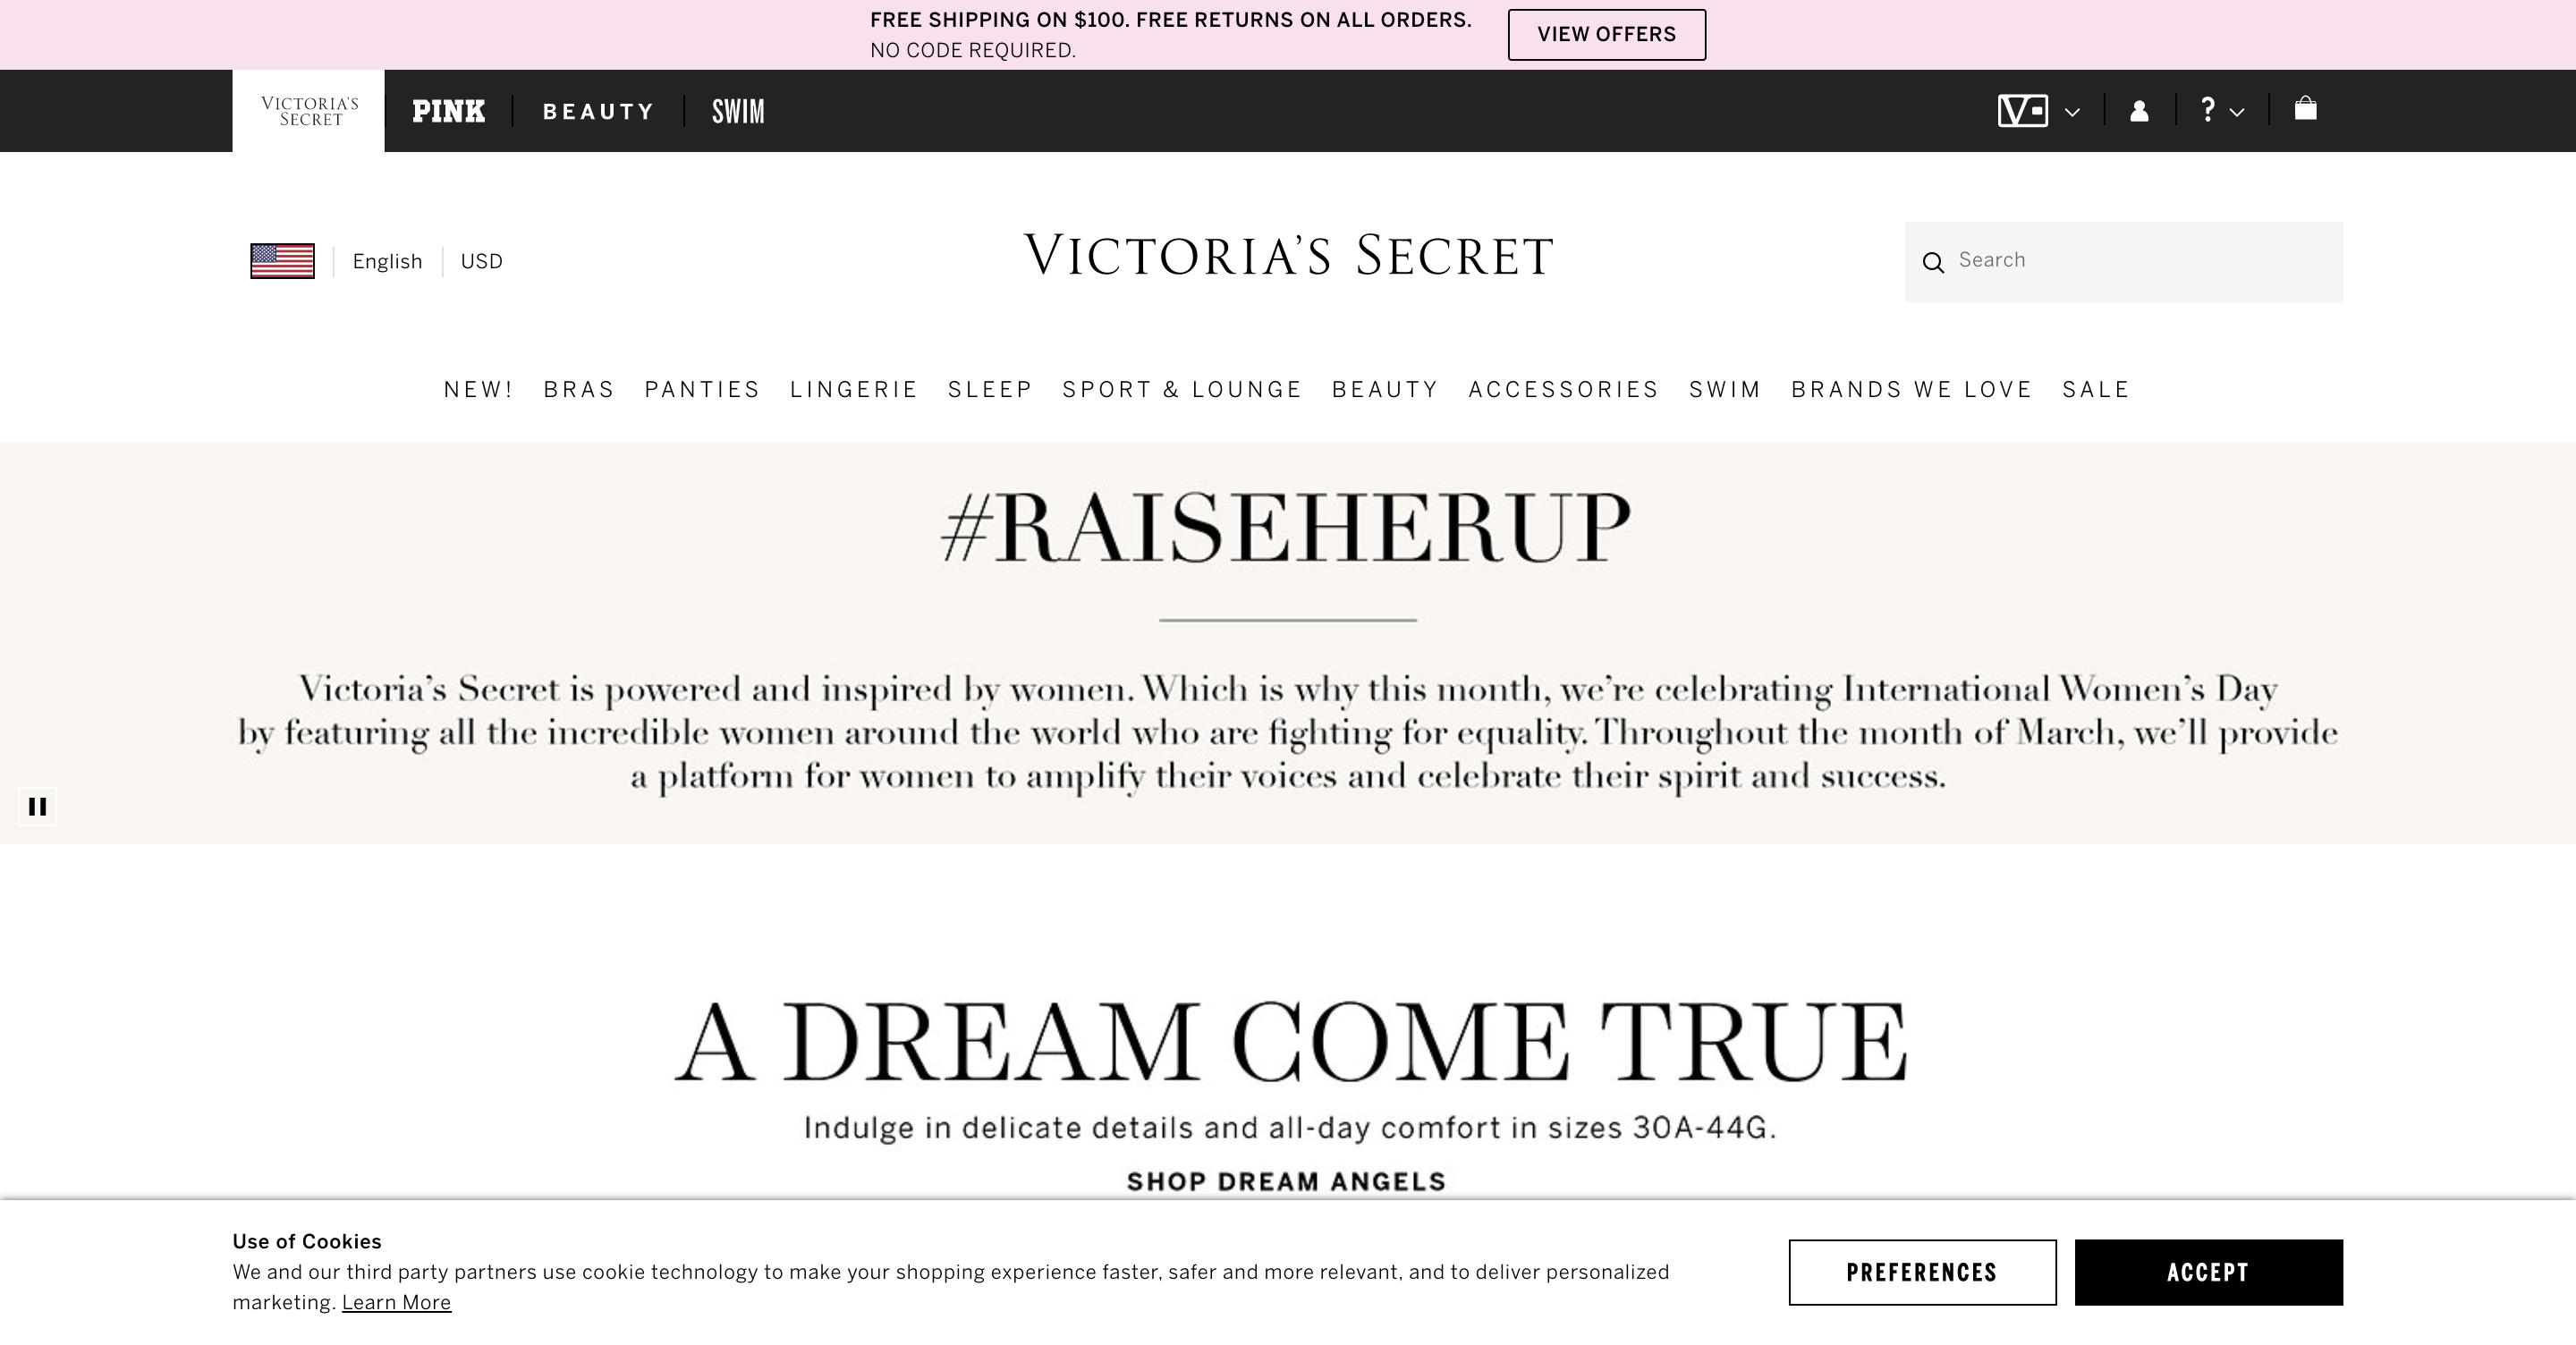 FREE SHIPPING ON $100. FREE RETURNS ON ALL ORDERS.
NO CODE REQUIRED.
VIEW OFFERS
VICTORIA'S
SECRET
PINK
BEAUTY
SWIM
?
English
USD
VICTORIA'S SECRET
Search
NEW! BRAS PANTIES LINGERIE SLEEP SPORT & LOUNGE BEAUTY ACCESSORIES SWIM BRANDS WE LOVE SALE
#RAISEHERUP
Victoria's Secret is powered and inspired by women. Which is why this month, we're celebrating International Women's Day
by featuring all the incredible women around the world who are fighting for equality. Throughout the month of March, we'll provide
a platform for women to amplify their voices and celebrate their spirit and success.
A DREAM COME TRUE
Indulge in delicate details and all-day comfort in sizes 30A-44G.
SHOP DREAM ANGELS
Use of Cookies
We and our third party partners use cookie technology to make your shopping experience faster, safer and more relevant, and to deliver personalized
marketing. Learn More
PREFERENCES
ACCEPT